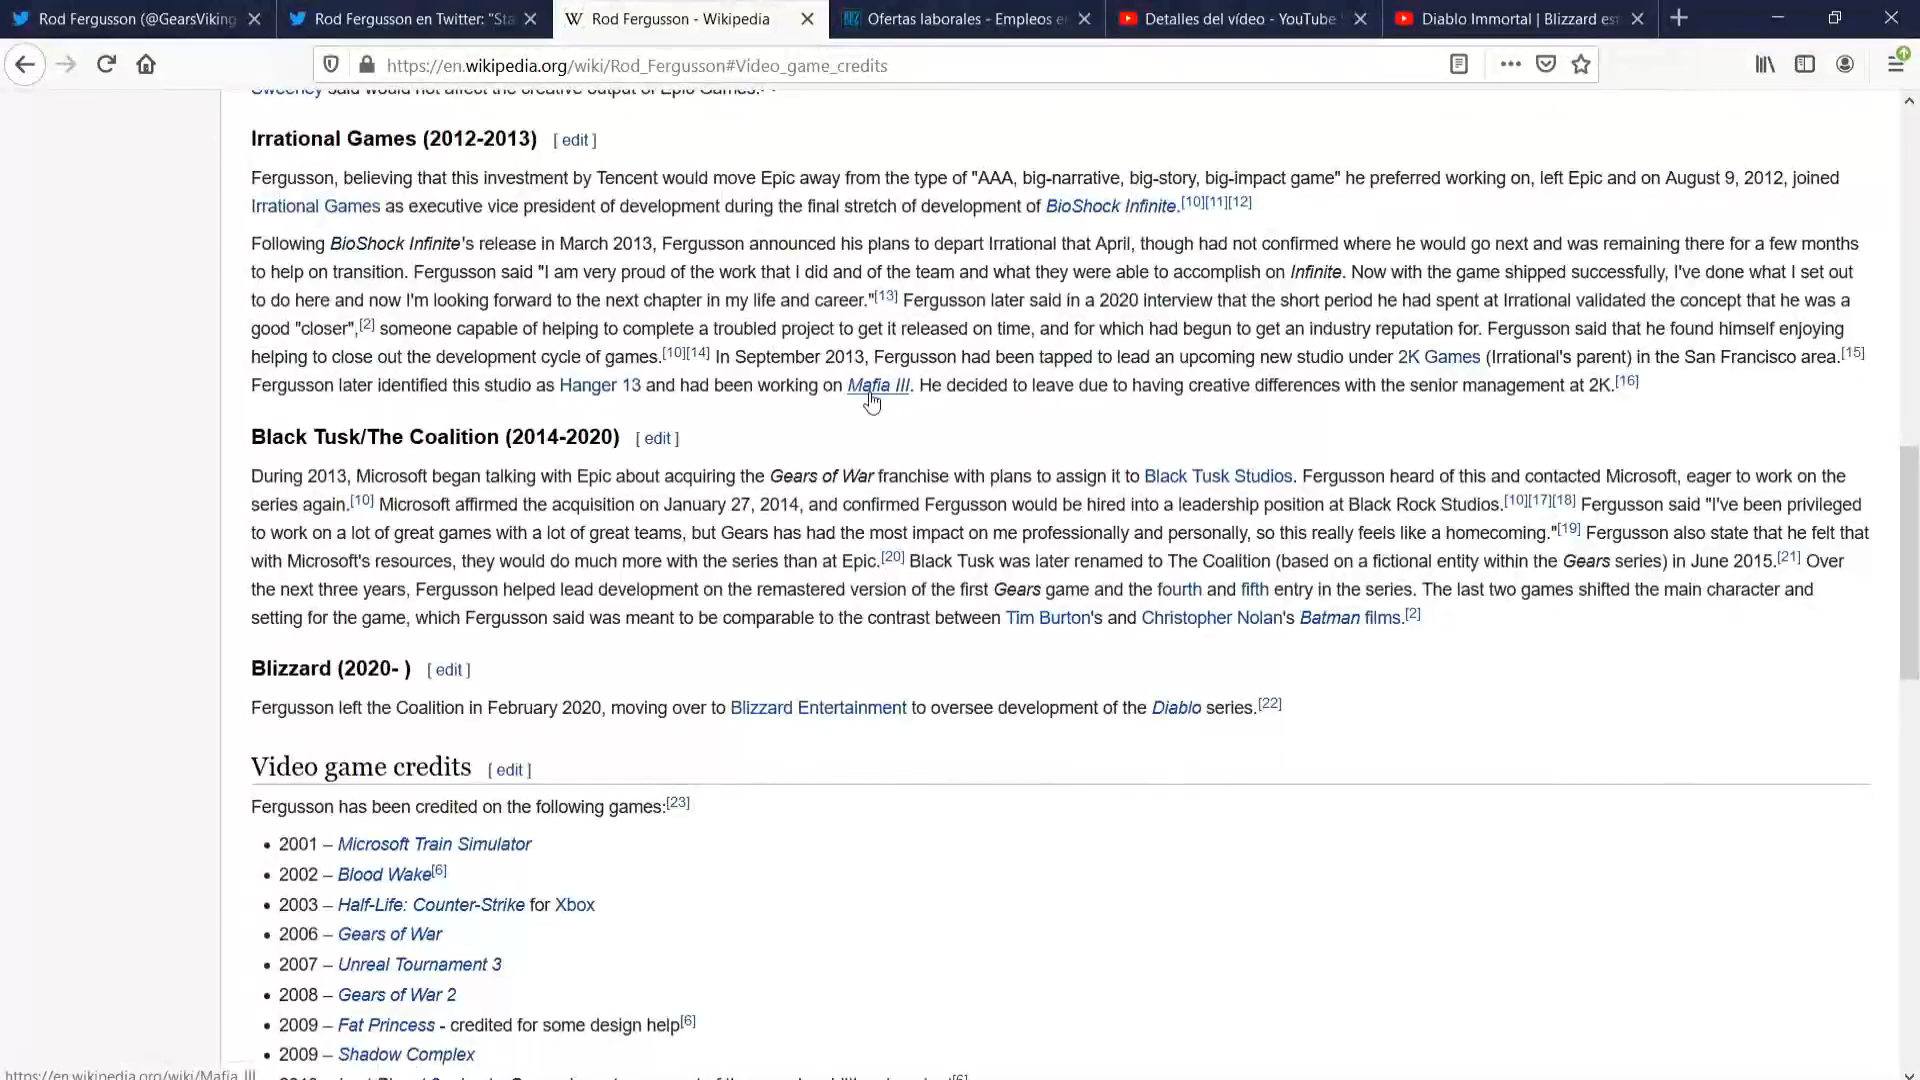 Rod Fergusson (@GearsViking
Rod Fergusson en Twitter: "Sta
Rod Fergusson - Wikipedia
Ofertas laborales - Empleos e
Detalles del vídeo - YouTube
Diablo Immortal | Blizzard es
https://en.wikipedia.org/wiki/Rod_Fergusson#Video_game_credits
Sweeney said would not affect the creative output of Epic Games.
Irrational Games (2012-2013) [ edit ]
Fergusson, believing that this investment by Tencent would move Epic away from the type of "AAA, big-narrative, big-story, big-impact game" he preferred working on, left Epic and on August 9, 2012, joined
Irrational Games as executive vice president of development during the final stretch of development of BioShock Infinite.[10][11][12]
Following BioShock Infinite's release in March 2013, Fergusson announced his plans to depart Irrational that April, though had not confirmed where he would go next and was remaining there for a few months
to help on transition. Fergusson said "I am very proud of the work that I did and of the team and what they were able to accomplish on Infinite. Now with the game shipped successfully, I've done what I set out
to do here and now I'm looking forward to the next chapter in my life and career."[13] Fergusson later said in a 2020 interview that the short period he had spent at Irrational validated the concept that he was a
good "closer",[2] someone capable of helping to complete a troubled project to get it released on time, and for which had begun to get an industry reputation for. Fergusson said that he found himself enjoying
helping to close out the development cycle of games.[10][14] In September 2013, Fergusson had been tapped to lead an upcoming new studio under 2K Games (Irrational's parent) in the San Francisco area.[15]
Fergusson later identified this studio as Hanger 13 and had been working on Mafia III. He decided to leave due to having creative differences with the senior management at 2K.[16]
Black Tusk/The Coalition (2014-2020) [ edit ]
During 2013, Microsoft began talking with Epic about acquiring the Gears of War franchise with plans to assign it to Black Tusk Studios. Fergusson heard of this and contacted Microsoft, eager to work on the
series again.[10] Microsoft affirmed the acquisition on January 27, 2014, and confirmed Fergusson would be hired into a leadership position at Black Rock Studios.[10][17][18] Fergusson said "I've been privileged
to work on a lot of great games with a lot of great teams, but Gears has had the most impact on me professionally and personally, so this really feels like a homecoming."[19] Fergusson also state that he felt that
with Microsoft's resources, they would do much more with the series than at Epic.[20] Black Tusk was later renamed to The Coalition (based on a fictional entity within the Gears series) in June 2015.[21] Over
the next three years, Fergusson helped lead development on the remastered version of the first Gears game and the fourth and fifth entry in the series. The last two games shifted the main character and
setting for the game, which Fergusson said was meant to be comparable to the contrast between Tim Burton's and Christopher Nolan's Batman films.[2]
Blizzard (2020- ) [ edit ]
Fergusson left the Coalition in February 2020, moving over to Blizzard Entertainment to oversee development of the Diablo series.[22]
Video game credits [ edit ]
Fergusson has been credited on the following games:[23]
• 2001 – Microsoft Train Simulator
• 2002 – Blood Wake[6]
• 2003 – Half-Life: Counter-Strike for Xbox
• 2006 – Gears of War
• 2007 – Unreal Tournament 3
• 2008 – Gears of War 2
• 2009 – Fat Princess - credited for some design help[6]
• 2009 – Shadow Complex
https://en.wikipedia.org/wiki/Mafia_III